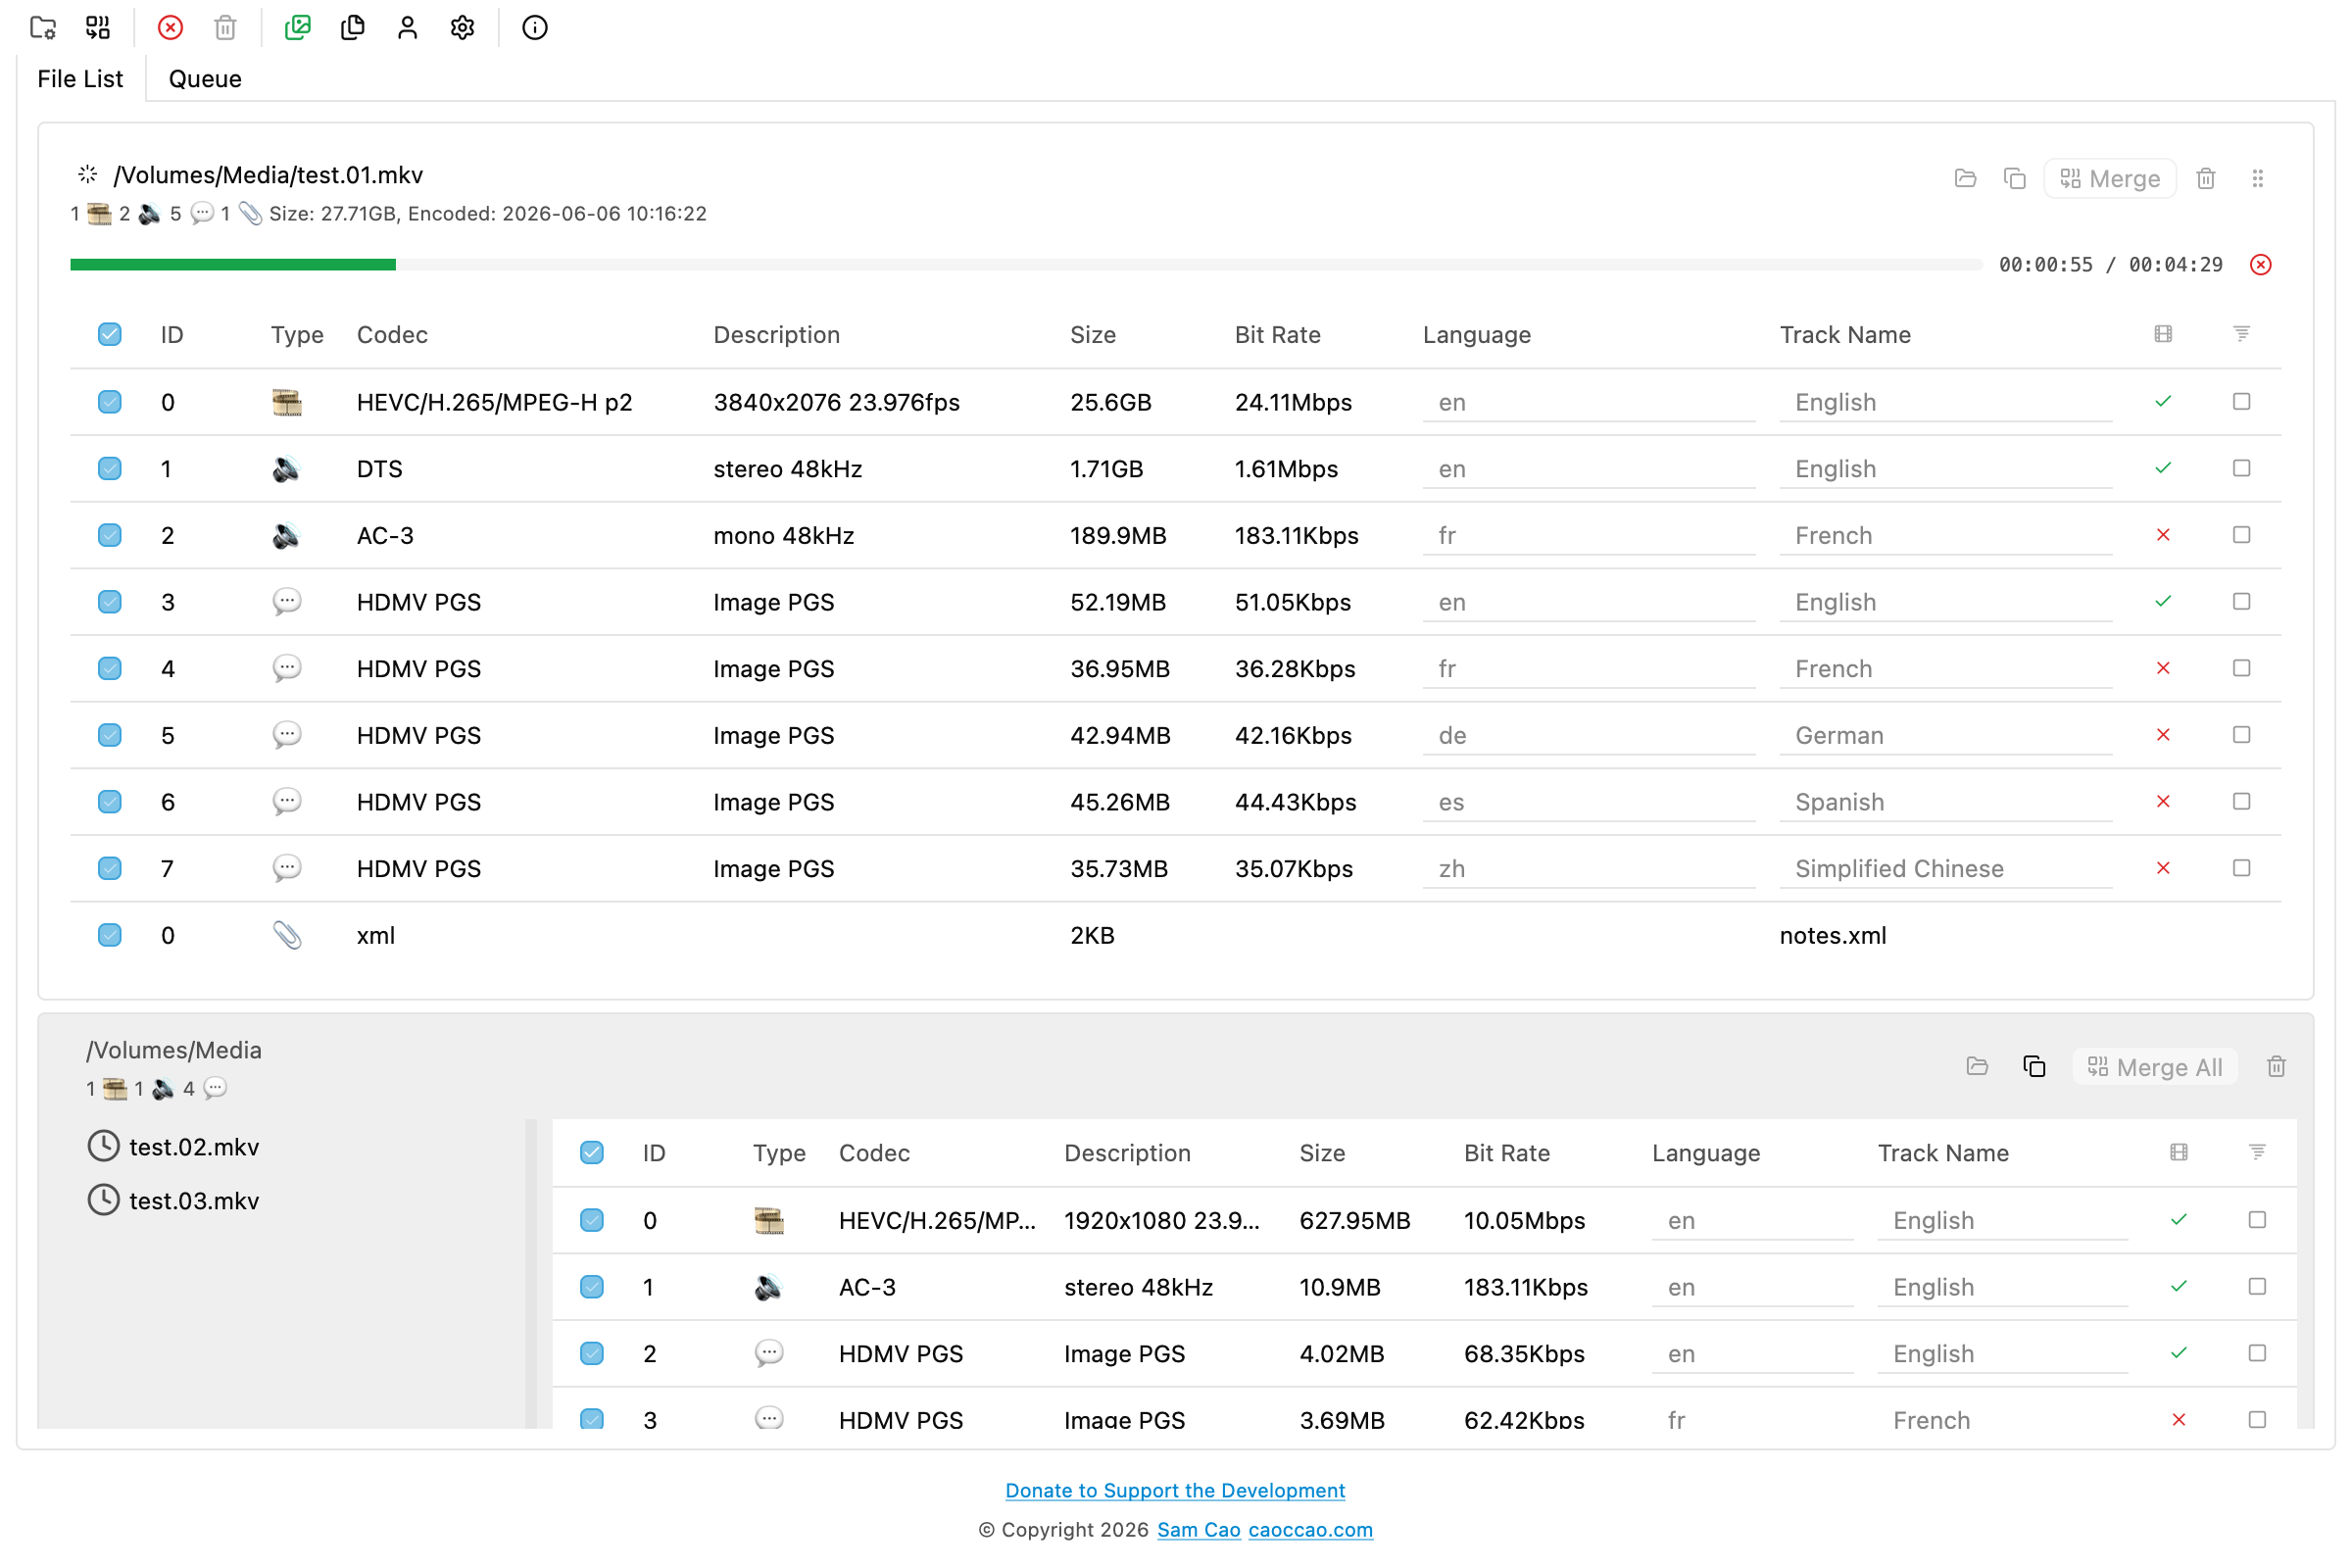 File List Queue
/Volumes/Media/test.01.mkv
Merge
1 2 5 1 Size: 27.71GB, Encoded: 2026-06-06 10:16:22
00:00:55 / 00:04:29
ID Type Codec Description Size Bit Rate Language Track Name
0 HEVC/H.265/MPEG-H p2 3840x2076 23.976fps 25.6GB 24.11Mbps en English
1 DTS stereo 48kHz 1.71GB 1.61Mbps en English
2 AC-3 mono 48kHz 189.9MB 183.11Kbps fr French
3 HDMV PGS Image PGS 52.19MB 51.05Kbps en English
4 HDMV PGS Image PGS 36.95MB 36.28Kbps fr French
5 HDMV PGS Image PGS 42.94MB 42.16Kbps de German
6 HDMV PGS Image PGS 45.26MB 44.43Kbps es Spanish
7 HDMV PGS Image PGS 35.73MB 35.07Kbps zh Simplified Chinese
0 xml 2KB notes.xml
/Volumes/Media
Merge All
1 1 4
test.02.mkv
test.03.mkv
ID Type Codec Description Size Bit Rate Language Track Name
0 HEVC/H.265/MP... 1920x1080 23.9... 627.95MB 10.05Mbps en English
1 AC-3 stereo 48kHz 10.9MB 183.11Kbps en English
2 HDMV PGS Image PGS 4.02MB 68.35Kbps en English
3 HDMV PGS Image PGS 3.69MB 62.42Kbps fr French
Donate to Support the Development
© Copyright 2026 Sam Cao caoccao.com